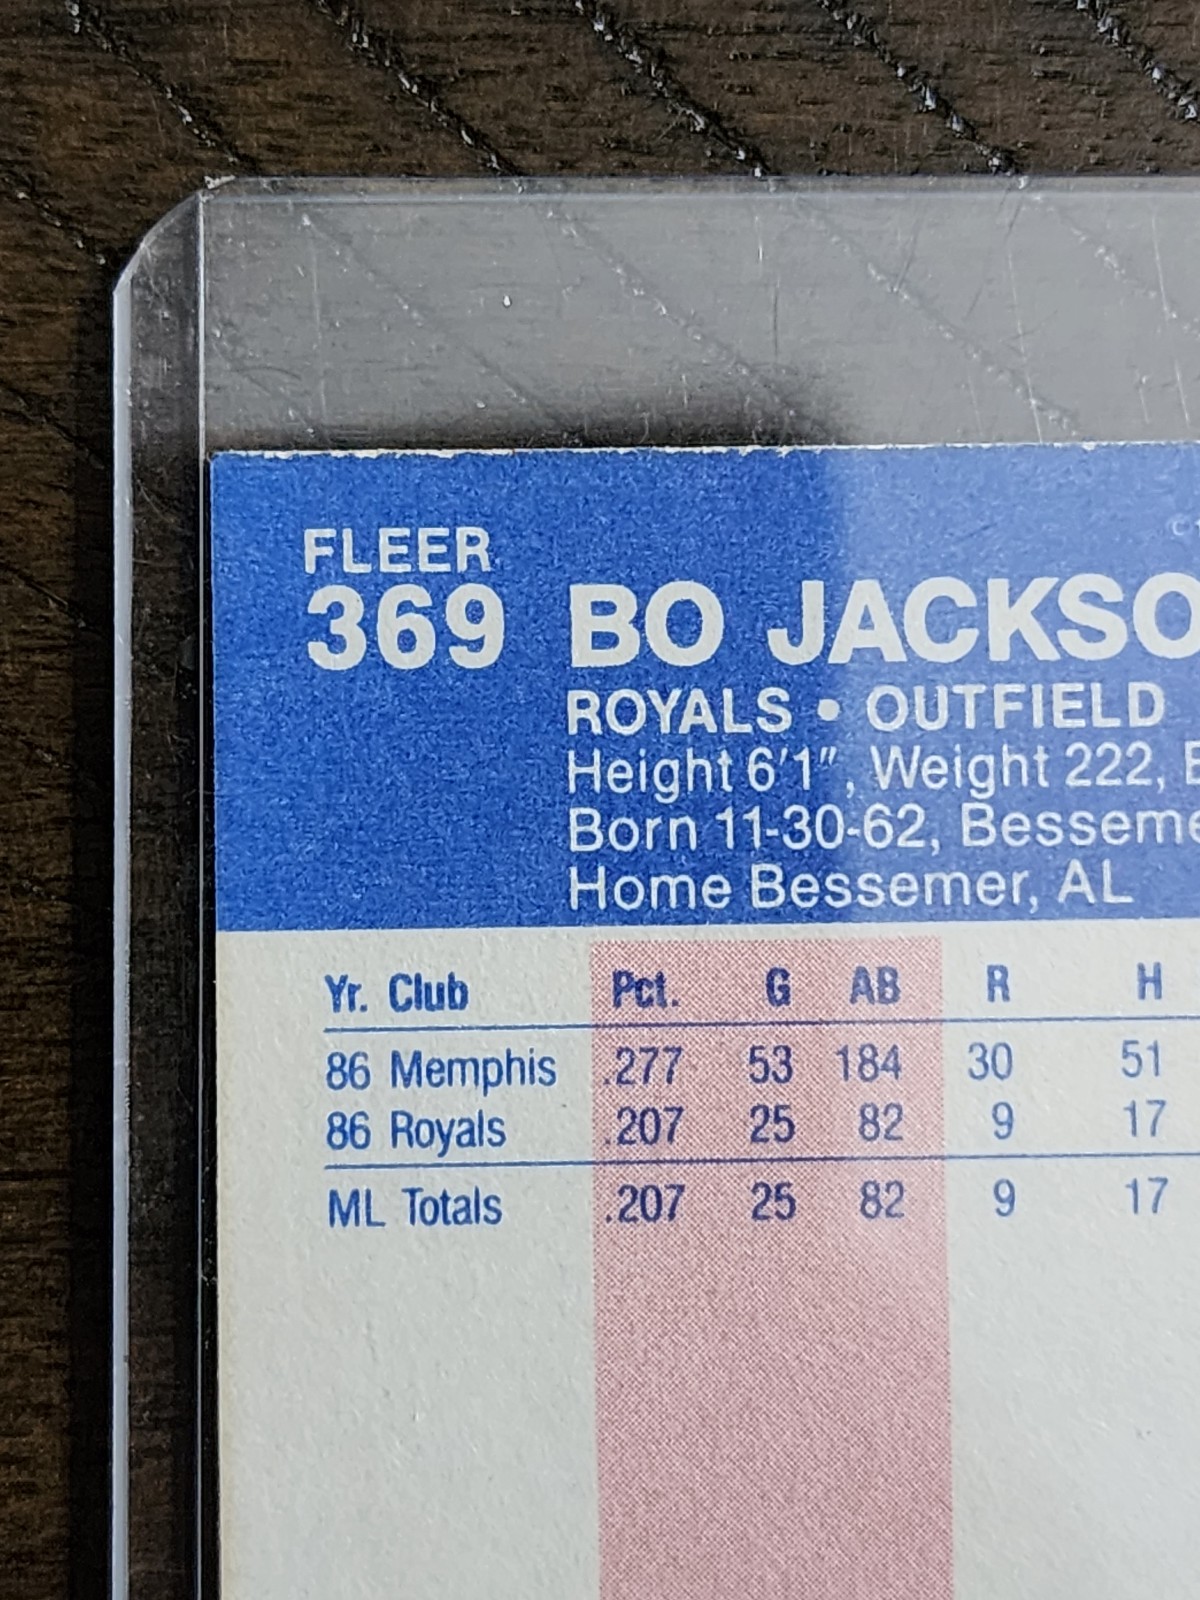 FLEER
369 BO JACKSO
ROYALS • OUTFIELD
Height 6'1", Weight 222, B
Born 11-30-62, Besseme
Home Bessemer, AL
Yr. Club Pct. G AB R H
86 Memphis .277 53 184 30 51
86 Royals .207 25 82 9 17
ML Totals .207 25 82 9 17